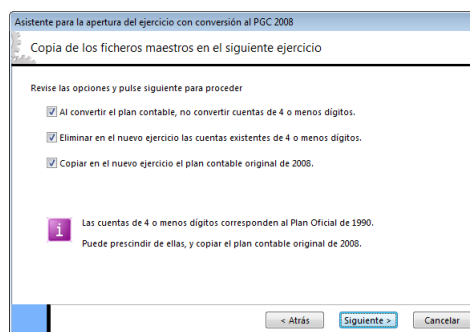 Asistente para la apertura del ejercicio con conversión al PGC 2008
Copia de los ficheros maestros en el siguiente ejercicio
Revise las opciones y pulse siguiente para proceder
Al convertir el plan contable, no convertir cuentas de 4 o menos dígitos.
Eliminar en el nuevo ejercicio las cuentas existentes de 4 o menos dígitos.
Copiar en el nuevo ejercicio el plan contable original de 2008.
i
Las cuentas de 4 o menos dígitos corresponden al Plan Oficial de 1990.
Puede prescindir de ellas, y copiar el plan contable original de 2008.
< Atrás Siguiente > Cancelar